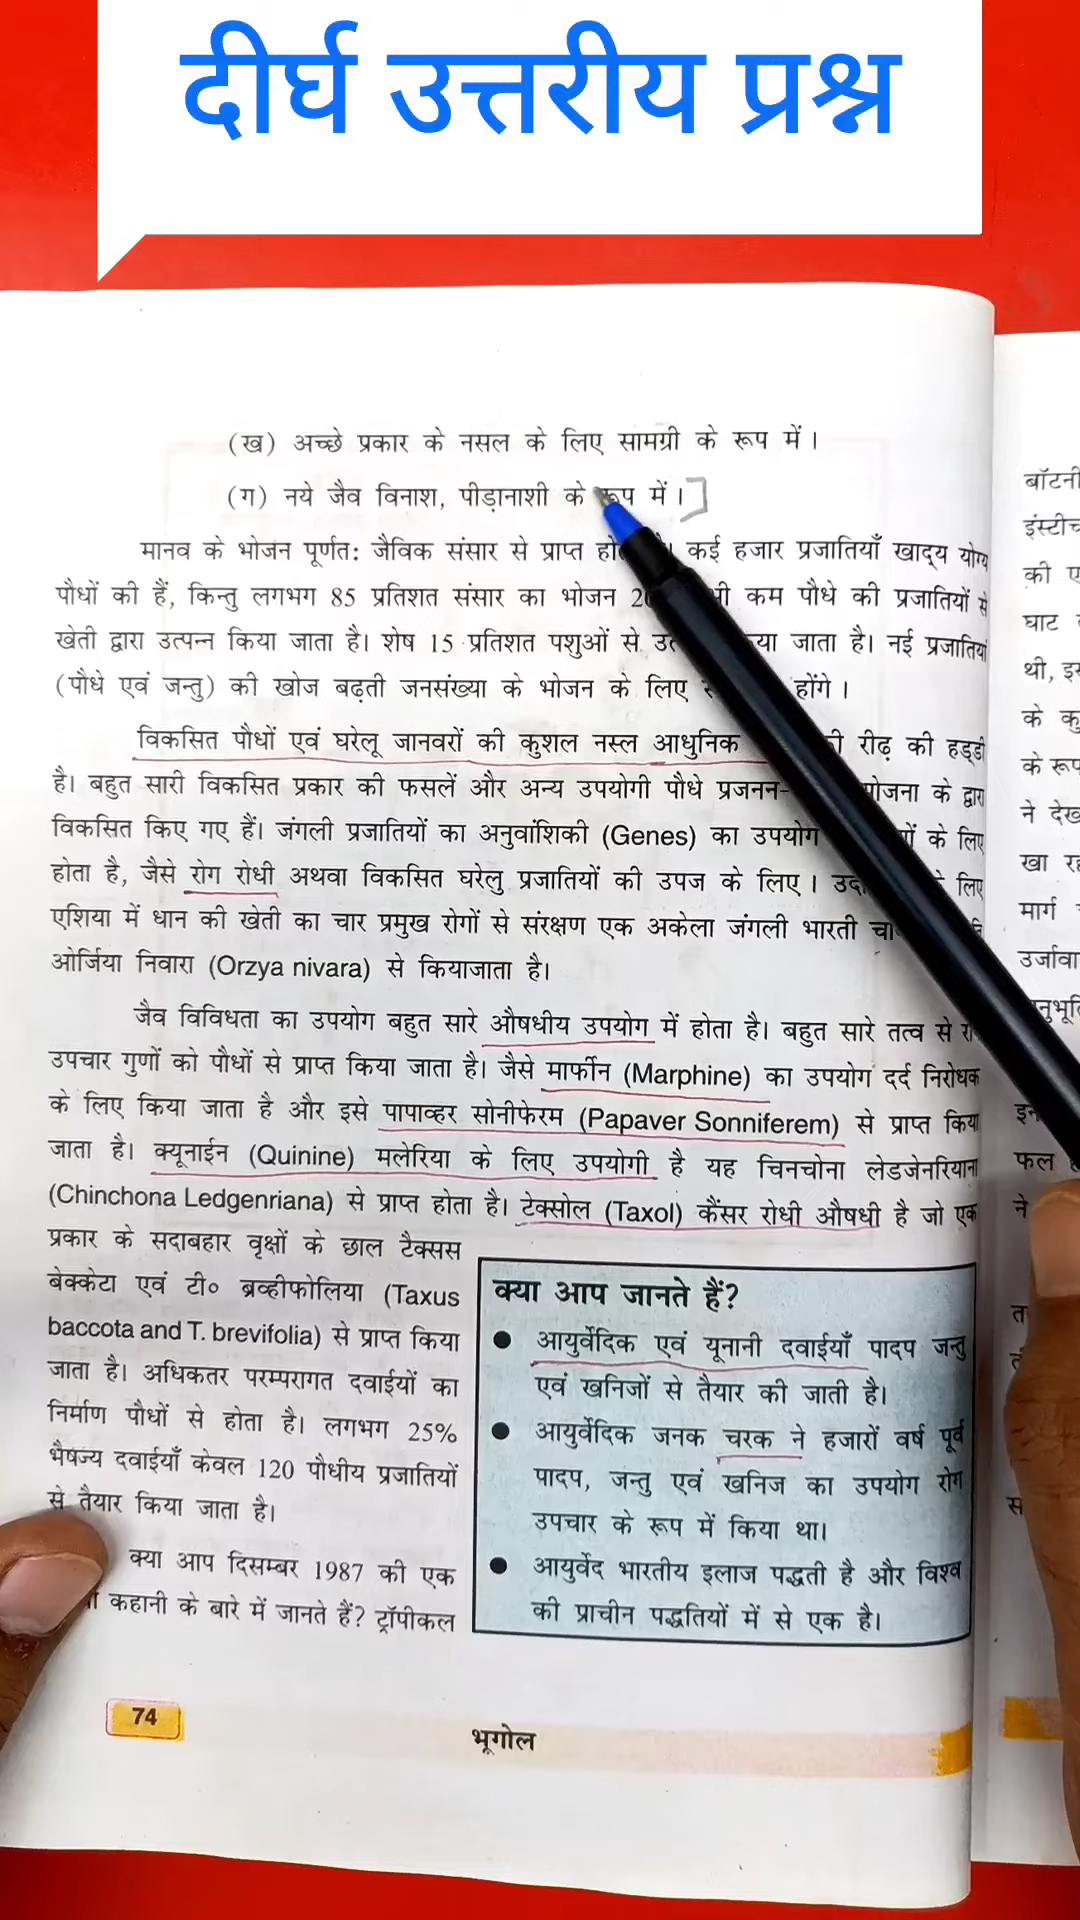 दीर्घ उत्तरीय प्रश्न
(ख) अच्छे प्रकार के नसल के लिए सामग्री के रूप में।
(ग) नये जैव विनाश, पीड़ानाशी के रूप में।]
मानव के भोजन पूर्णत: जैविक संसार से प्राप्त कई हजार प्रजातियाँ खाद्य योग्य
पौधों की हैं, किन्तु लगभग 85 प्रतिशत संसार का भोजन भी कम पौधे की प्रजातियों से
खेती द्वारा उत्पन्न किया जाता है। शेष 15 प्रतिशत पशुओं से जाता है। नई प्रजातियां
(पौधे एवं जन्तु) की खोज बढ़ती जनसंख्या के भोजन के लिए होंगे।
विकसित पौधों एवं घरेलू जानवरों की कुशल नस्ल आधुनिक की रीढ़ की हड्डी
है। बहुत सारी विकसित प्रकार की फसलें और अन्य उपयोगी पौधे प्रजनन- के द्वारा
विकसित किए गए हैं। जंगली प्रजातियों का अनुवांशिकी (Genes) का उपयोग के लिए
होता है, जैसे रोग रोधी अथवा विकसित घरेलु प्रजातियों की उपज के लिए। लिए
एशिया में धान की खेती का चार प्रमुख रोगों से संरक्षण एक अकेला जंगली भारती
ओर्जिया निवारा (Orzya nivara) से कियाजाता है।
जैव विविधता का उपयोग बहुत सारे औषधीय उपयोग में होता है। बहुत सारे तत्व से
उपचार गुणों को पौधों से प्राप्त किया जाता है। जैसे मार्फीन (Marphine) का उपयोग दर्द निरोधक
के लिए किया जाता है और इसे पापाव्हर सोनीफेरम (Papaver Sonniferem) से प्राप्त किया
जाता है। क्यूनाईन (Quinine) मलेरिया के लिए उपयोगी है यह चिनचोना लेडजेनरियाना
(Chinchona Ledgenriana) से प्राप्त होता है। टेक्सोल (Taxol) कैंसर रोधी औषधी है जो एक
प्रकार के सदाबहार वृक्षों के छाल टैक्सस
बेक्केटा एवं टी० ब्रव्हीफोलिया (Taxus
baccota and T. brevifolia) से प्राप्त किया
जाता है। अधिकतर परम्परागत दवाईयों का
निर्माण पौधों से होता है। लगभग 25%
भैषज्य दवाईयाँ केवल 120 पौधीय प्रजातियों
से तैयार किया जाता है।
क्या आप दिसम्बर 1987 की एक
कहानी के बारे में जानते हैं? ट्रॉपीकल
क्या आप जानते हैं?
● आयुर्वेदिक एवं यूनानी दवाईयाँ पादप जन्तु
एवं खनिजों से तैयार की जाती है।
● आयुर्वेदिक जनक चरक ने हजारों वर्ष पूर्व
पादप, जन्तु एवं खनिज का उपयोग रोग
उपचार के रूप में किया था।
● आयुर्वेद भारतीय इलाज पद्धती है और विश्व
की प्राचीन पद्धतियों में से एक है।
74
भूगोल
बॉटनी
की ए
घाट
थी, इस
के कु
के रूप
ने देख
खा रह
मार्ग
उर्जावा
फल
ने